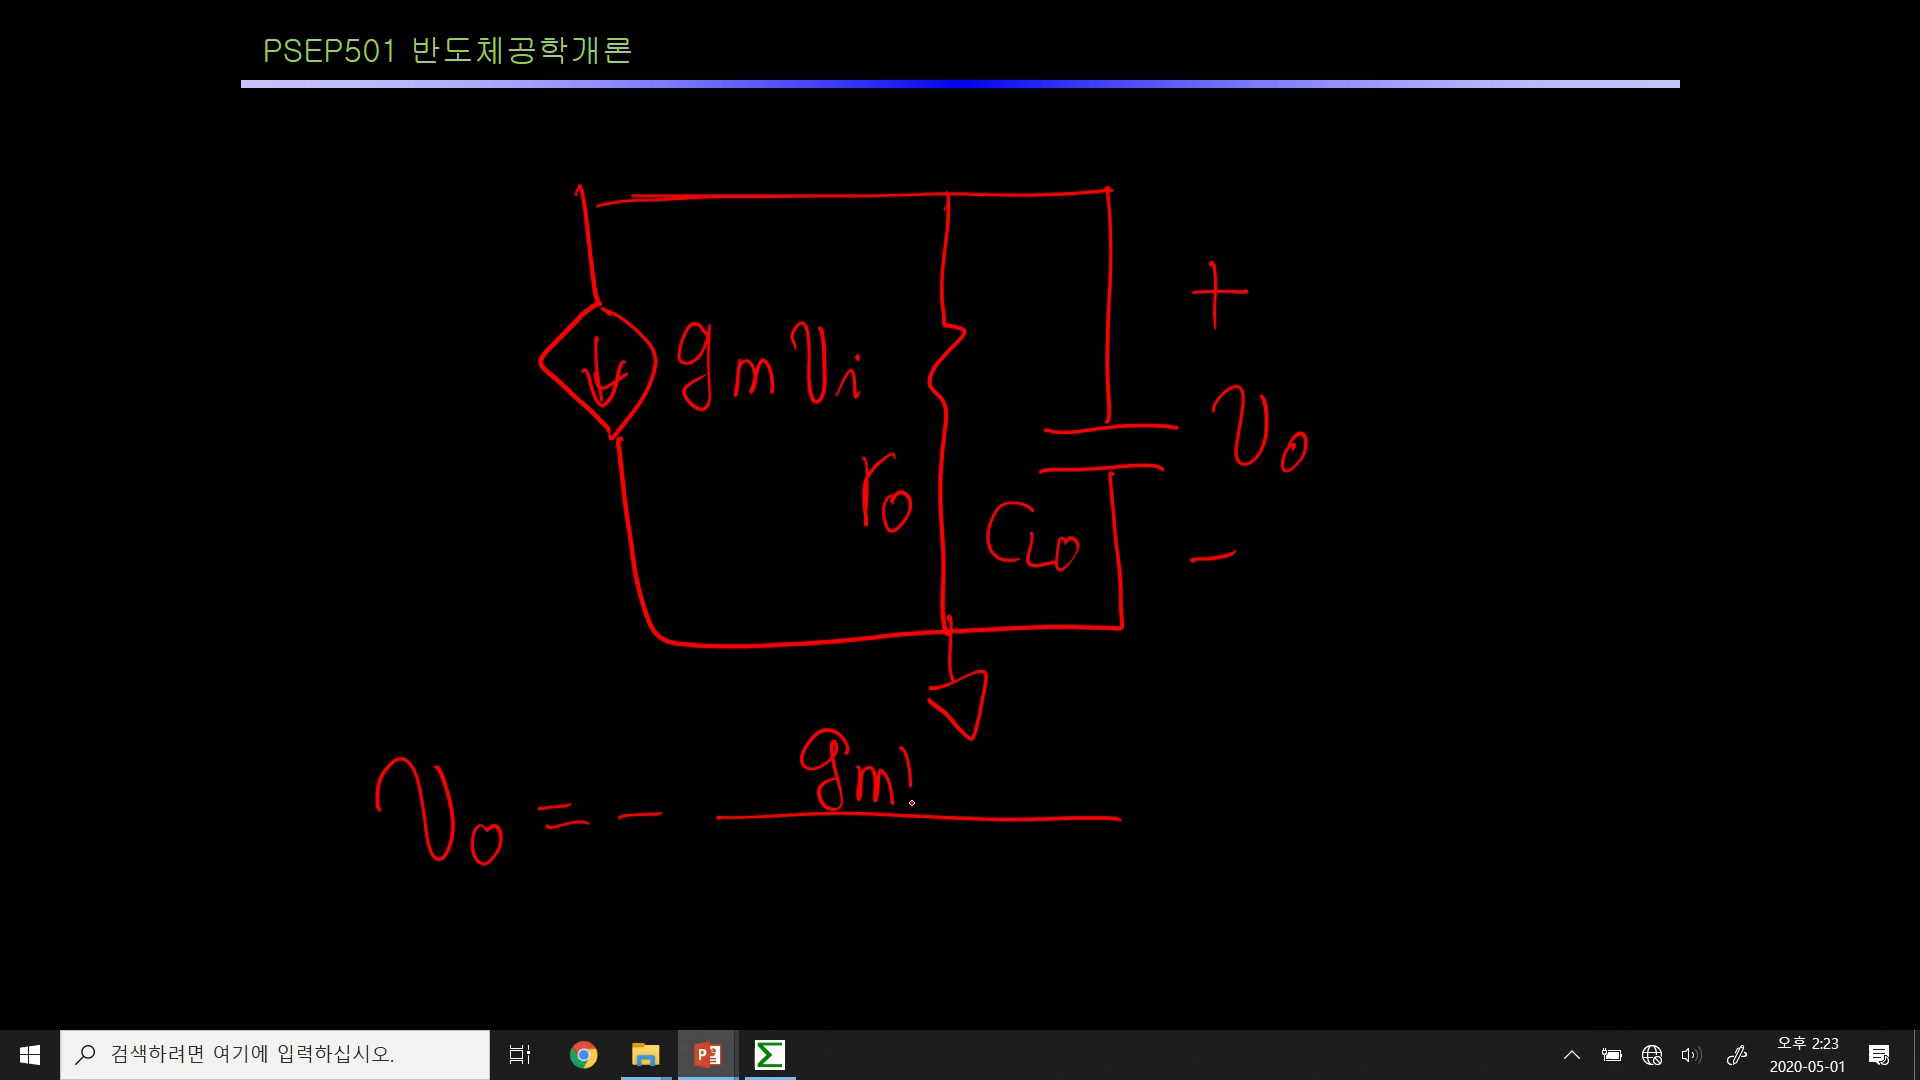 PSEP501 반도체공학개론
+
gmvi
vo
ro
CLO
−
vo = − gm
검색하려면 여기에 입력하십시오.
오후 2:23
2020-05-01